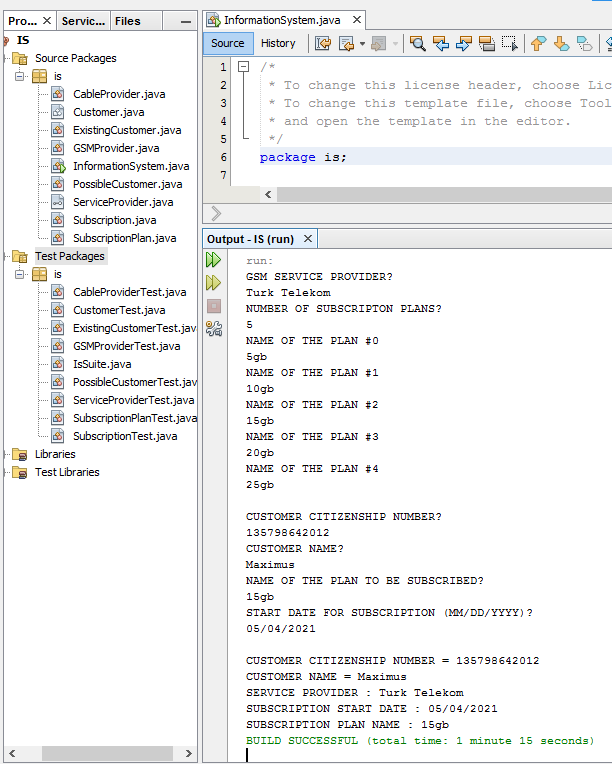 Pro...
Servic...
Files
IS
Source Packages
is
CableProvider.java
Customer.java
ExistingCustomer.java
GSMProvider.java
InformationSystem.java
PossibleCustomer.java
ServiceProvider.java
Subscription.java
SubscriptionPlan.java
Test Packages
is
CableProviderTest.java
CustomerTest.java
ExistingCustomerTest.jav
GSMProviderTest.java
IsSuite.java
PossibleCustomerTest.jav
ServiceProviderTest.java
SubscriptionPlanTest.java
SubscriptionTest.java
Libraries
Test Libraries
InformationSystem.java
Source
History
1 /*
2 * To change this license header, choose Lic
3 * To change this template file, choose Tool
4 * and open the template in the editor.
5 */
6 package is;
7
Output - IS (run)
run:
GSM SERVICE PROVIDER?
Turk Telekom
NUMBER OF SUBSCRIPTON PLANS?
5
NAME OF THE PLAN #0
5gb
NAME OF THE PLAN #1
10gb
NAME OF THE PLAN #2
15gb
NAME OF THE PLAN #3
20gb
NAME OF THE PLAN #4
25gb
CUSTOMER CITIZENSHIP NUMBER?
135798642012
CUSTOMER NAME?
Maximus
NAME OF THE PLAN TO BE SUBSCRIBED?
15gb
START DATE FOR SUBSCRIPTION (MM/DD/YYYY)?
05/04/2021
CUSTOMER CITIZENSHIP NUMBER = 135798642012
CUSTOMER NAME = Maximus
SERVICE PROVIDER : Turk Telekom
SUBSCRIPTION START DATE : 05/04/2021
SUBSCRIPTION PLAN NAME : 15gb
BUILD SUCCESSFUL (total time: 1 minute 15 seconds)